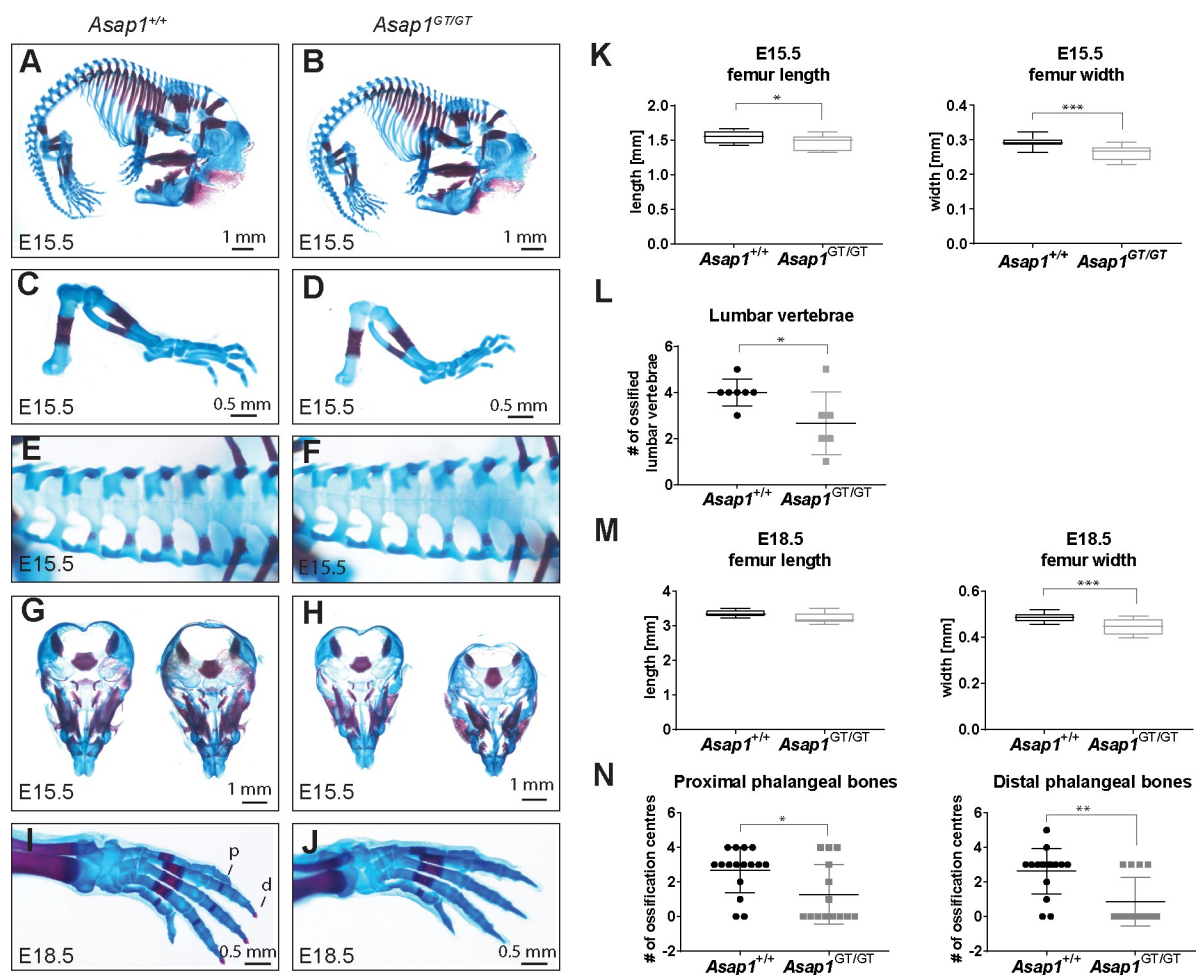 Asap1+/+
Asap1GT/GT
A
E15.5
1 mm
B
E15.5
1 mm
C
E15.5
0.5 mm
D
E15.5
0.5 mm
E
E15.5
F
E15.5
G
E15.5
1 mm
H
E15.5
1 mm
I
p
d
E18.5
0.5 mm
J
E18.5
0.5 mm
K
E15.5
femur length
2.0
1.5
1.0
0.5
0.0
length [mm]
*
Asap1+/+
Asap1GT/GT
E15.5
femur width
0.4
0.3
0.2
0.1
0.0
width [mm]
***
Asap1+/+
Asap1GT/GT
L
Lumbar vertebrae
6
4
2
0
# of ossified
lumbar vertebrae
*
Asap1+/+
Asap1GT/GT
M
E18.5
femur length
4
3
2
1
0
length [mm]
Asap1+/+
Asap1GT/GT
E18.5
femur width
0.6
0.4
0.2
0.0
width [mm]
***
Asap1+/+
Asap1GT/GT
N
Proximal phalangeal bones
6
4
2
0
-2
# of ossification centres
*
Asap1+/+
Asap1GT/GT
Distal phalangeal bones
6
4
2
0
-2
# of ossification centres
**
Asap1+/+
Asap1GT/GT